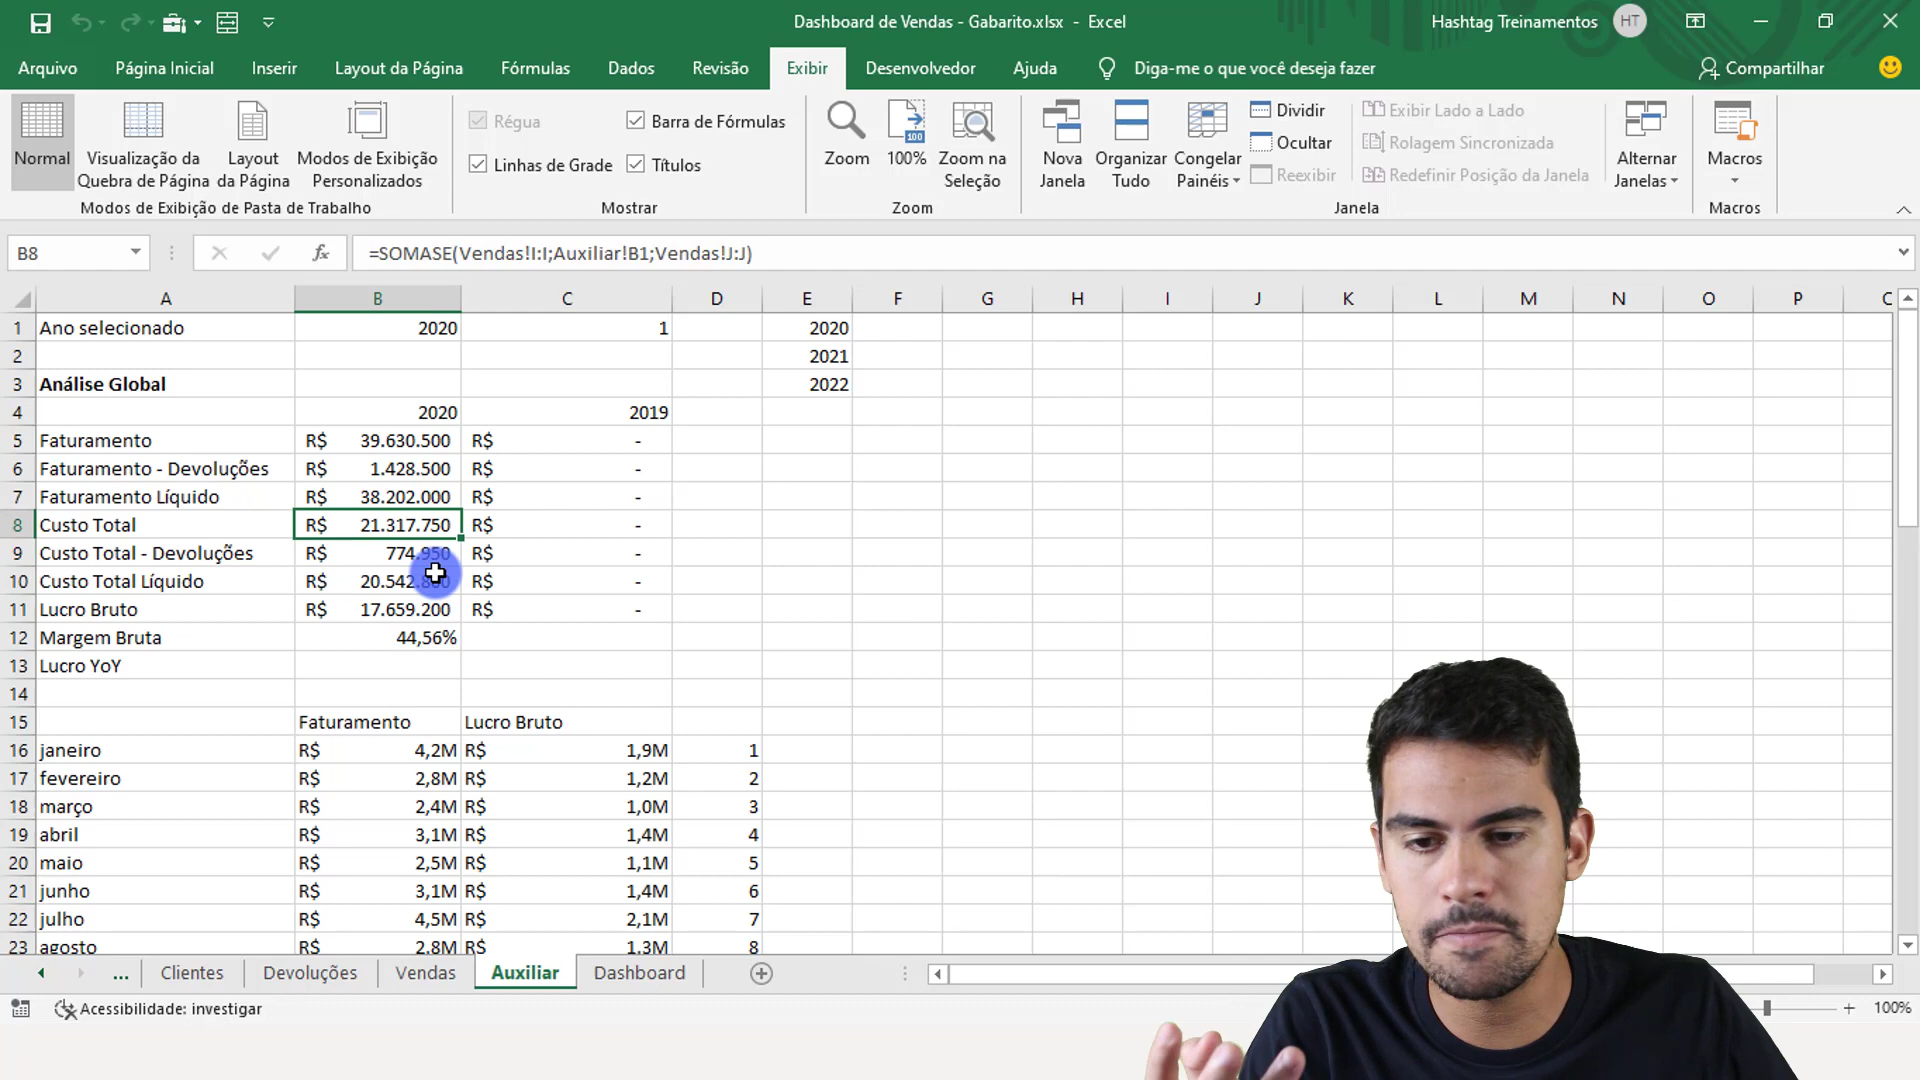 Dashboard de Vendas - Gabarito.xlsx - Excel
Hashtag Treinamentos
HT
Arquivo
Página Inicial
Inserir
Layout da Página
Fórmulas
Dados
Revisão
Exibir
Desenvolvedor
Ajuda
Diga-me o que você deseja fazer
Compartilhar
Normal
Visualização da
Quebra de Página
Layout
da Página
Modos de Exibição
Personalizados
Modos de Exibição de Pasta de Trabalho
Régua
Barra de Fórmulas
Linhas de Grade
Títulos
Mostrar
Zoom
100
100%
Zoom na
Seleção
Zoom
Nova
Janela
Organizar
Tudo
Congelar
Painéis
Dividir
Ocultar
Reexibir
Exibir Lado a Lado
Rolagem Sincronizada
Redefinir Posição da Janela
Janela
Alternar
Janelas
Macros
Macros
B8
fx
=SOMASE(Vendas!I:I;Auxiliar!B1;Vendas!J:J)
A B C D E F G H I J K L M N O P
1 Ano selecionado 2020 1 2020
2 2021
3 Análise Global 2022
4 2020 2019
5 Faturamento R$ 39.630.500 R$ -
6 Faturamento - Devoluções R$ 1.428.500 R$ -
7 Faturamento Líquido R$ 38.202.000 R$ -
8 Custo Total R$ 21.317.750 R$ -
9 Custo Total - Devoluções R$ 774.950 R$ -
10 Custo Total Líquido R$ 20.542.800 R$ -
11 Lucro Bruto R$ 17.659.200 R$ -
12 Margem Bruta 44,56%
13 Lucro YoY
14
15 Faturamento Lucro Bruto
16 janeiro R$ 4,2M R$ 1,9M 1
17 fevereiro R$ 2,8M R$ 1,2M 2
18 março R$ 2,4M R$ 1,0M 3
19 abril R$ 3,1M R$ 1,4M 4
20 maio R$ 2,5M R$ 1,1M 5
21 junho R$ 3,1M R$ 1,4M 6
22 julho R$ 4,5M R$ 2,1M 7
23 agosto R$ 2,8M R$ 1,3M 8
... Clientes Devoluções Vendas Auxiliar Dashboard
Acessibilidade: investigar
100%